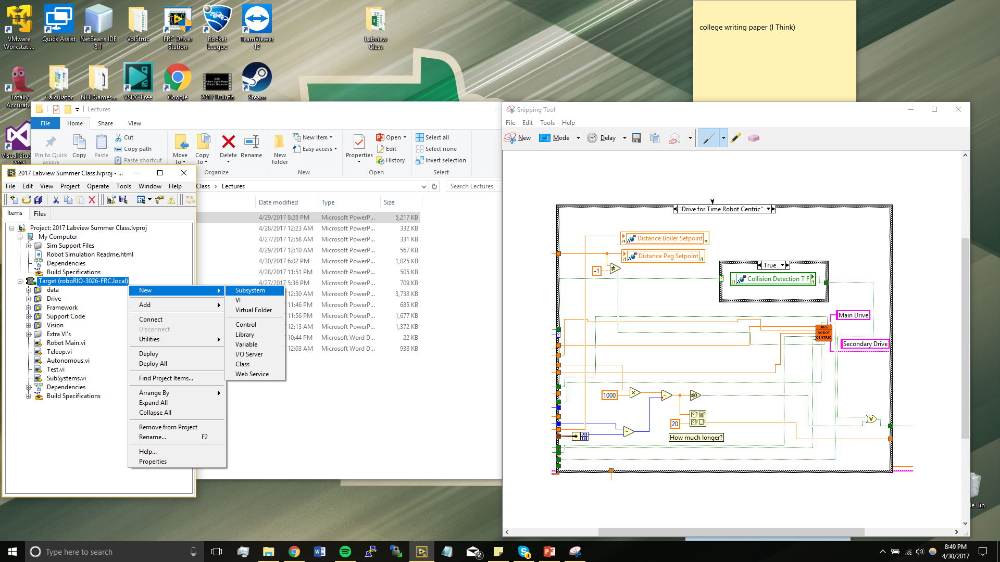 VMware
Workstati...
Quick Assist
NetBeans IDE
8.1
VolStruc
FRC Driver
Station
Rocket
League
TeamViewer
12
Labview
Class
Totally
Accurat...
Calculator
NHLGames...
VSDC Free
Google
2017 Duluth
Steam
Visual Stud
2015
college writing paper (I Think)
Lectures
File
Home
Share
View
Pin to Quick
access
Copy
Paste
Cut
Copy path
Paste shortcut
Move
to
Copy
to
Delete
Rename
Organize
New
folder
New item
Easy access
New
Properties
Open
Edit
History
Open
Select all
Select none
Invert selection
Select
Class > Lectures
Search Lectures
Date modified Type Size
4/29/2017 8:28 PM Microsoft PowerP... 5,217 KB
4/28/2017 12:23 AM Microsoft PowerP... 332 KB
4/27/2017 12:58 AM Microsoft PowerP... 331 KB
4/29/2017 12:10 AM Microsoft PowerP... 567 KB
4/30/2017 6:02 PM Microsoft PowerP... 1,025 KB
4/28/2017 11:51 PM Microsoft PowerP... 505 KB
4/27/2017 5:36 PM Microsoft PowerP... 709 KB
12:30 AM Microsoft PowerP... 3,738 KB
11:46 PM Microsoft PowerP... 685 KB
11:56 PM Microsoft PowerP... 1,677 KB
12:13 AM Microsoft PowerP... 1,372 KB
10:44 PM Microsoft Word D... 22 KB
12:03 AM Microsoft Word D... 938 KB
2017 Labview Summer Class.lvproj - ...
File Edit View Project Operate Tools Window Help
Items Files
Project: 2017 Labview Summer Class.lvproj
My Computer
Sim Support Files
Robot Simulation Readme.html
Dependencies
Build Specifications
Target (roboRIO-3026-FRC.local)
data
Drive
Framework
Support Code
Vision
Extra VI's
Robot Main.vi
Teleop.vi
Autonomous.vi
Test.vi
SubSystems.vi
Dependencies
Build Specifications
New
Add
Connect
Disconnect
Utilities
Deploy
Deploy All
Find Project Items...
Arrange By
Expand All
Collapse All
Remove from Project
Rename... F2
Help...
Properties
Subsystem
VI
Virtual Folder
Control
Library
Variable
I/O Server
Class
Web Service
Snipping Tool
File Edit Tools Help
New Mode Delay
"Drive for Time Robot Centric"
Distance Boiler Setpoint
Distance Peg Setpoint
-1
True
Collision Detection T F
Main Drive
3026
ROBOT
CENTRIC
Secondary Drive
1000
20
How much longer?
U32
I32
le Bin
Type here to search
2
1
8:49 PM
4/30/2017